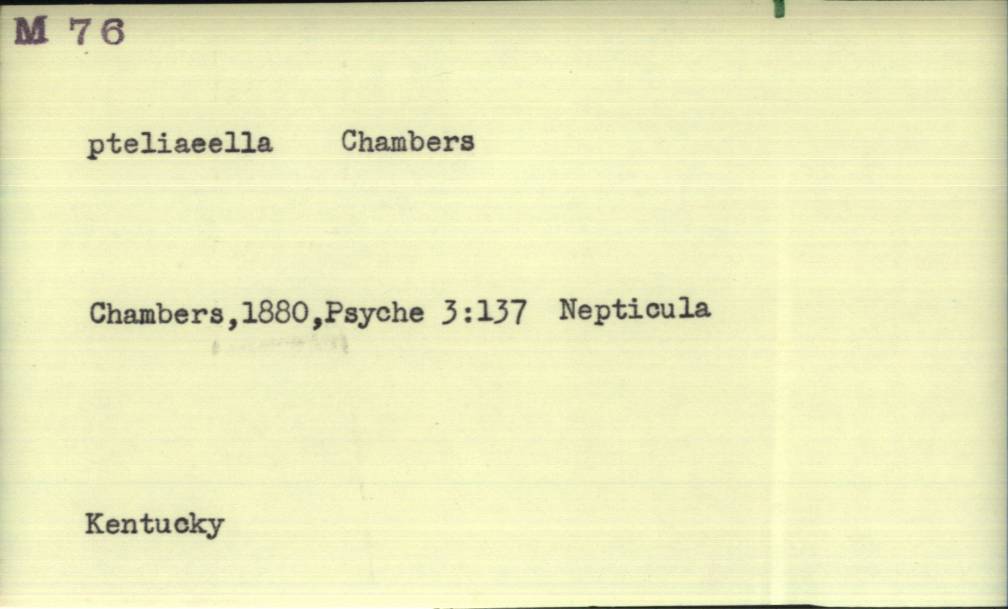 M 76
pteliaeella Chambers
Chambers,1880,Psyche 3:137 Nepticula
Kentucky